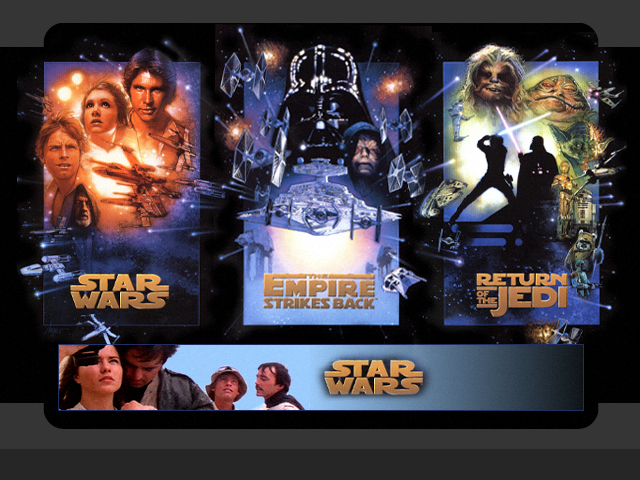 STAR
WARS
THE
EMPIRE
STRIKES BACK
RETURN
OF THE
JEDI
STAR
WARS